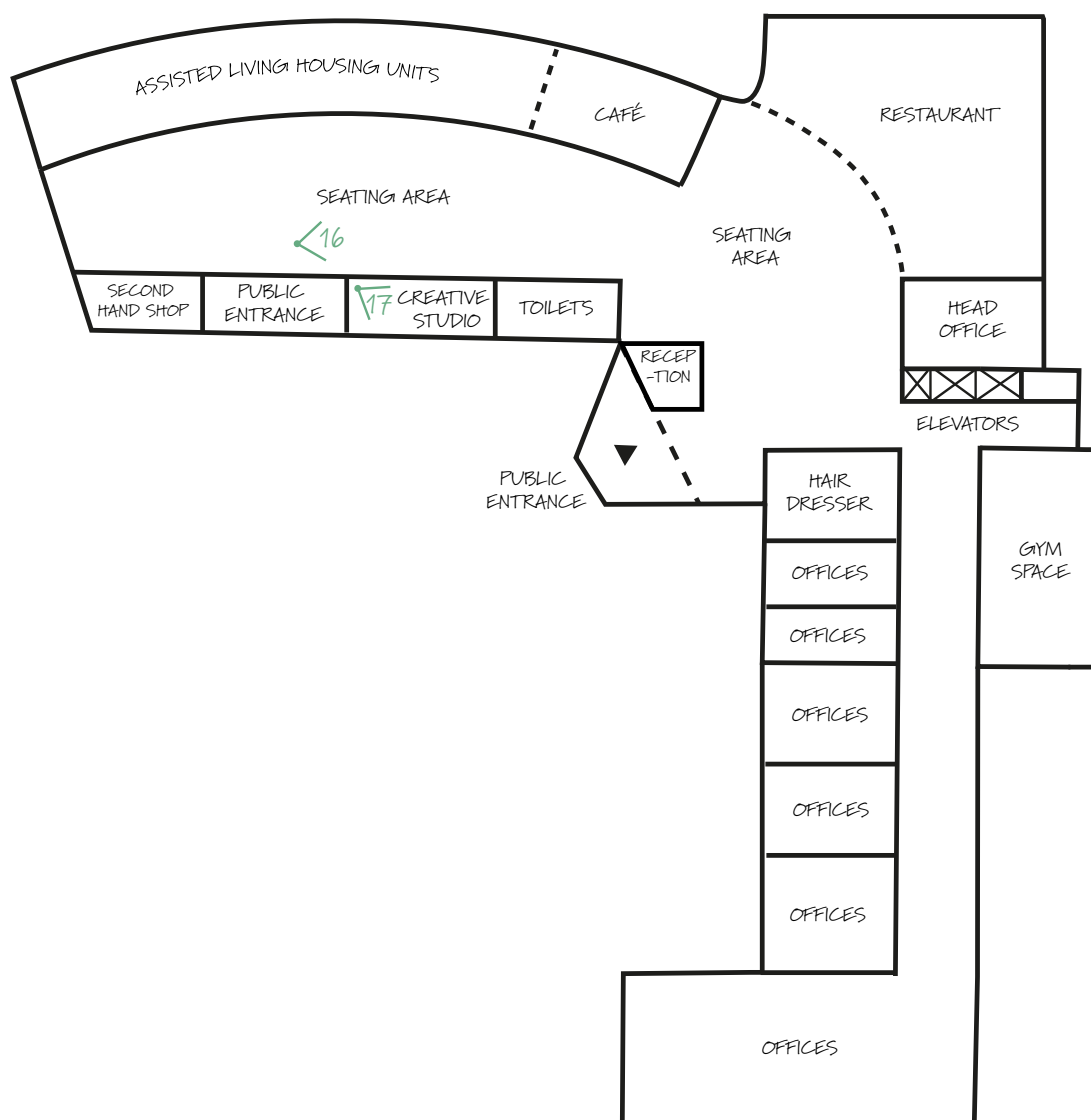 ASSISTED LIVING HOUSING UNITS
CAFÉ
RESTAURANT
SEATING AREA
16
SEATING
AREA
SECOND
HAND SHOP
PUBLIC
ENTRANCE
17
CREATIVE
STUDIO
TOILETS
HEAD
OFFICE
RECEP
-TION
ELEVATORS
PUBLIC
ENTRANCE
HAIR
DRESSER
GYM
SPACE
OFFICES
OFFICES
OFFICES
OFFICES
OFFICES
OFFICES